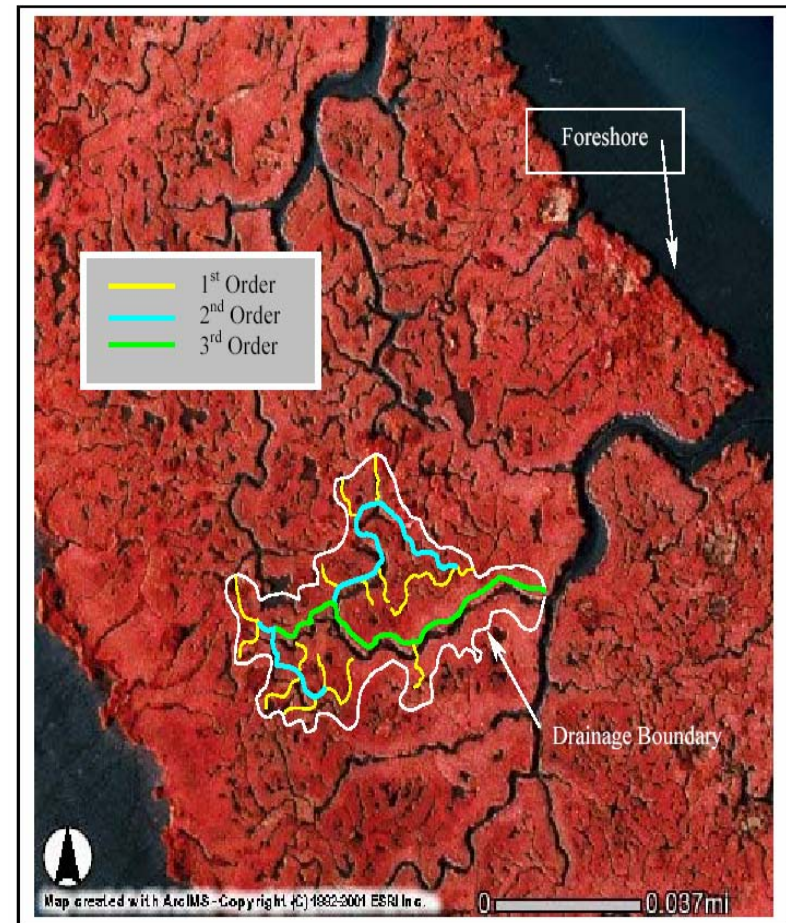 Foreshore
1st Order
2nd Order
3rd Order
Drainage Boundary
Map created with ArcIMS - Copyright (C) 1992-2001 ESRI Inc.
0 0.037mi